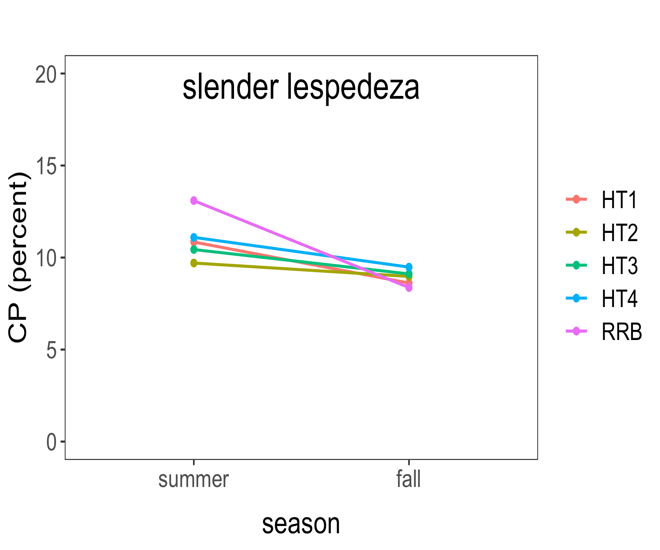 slender lespedeza
20
15
10
5
0
CP (percent)
summer fall
season
HT1
HT2
HT3
HT4
RRB